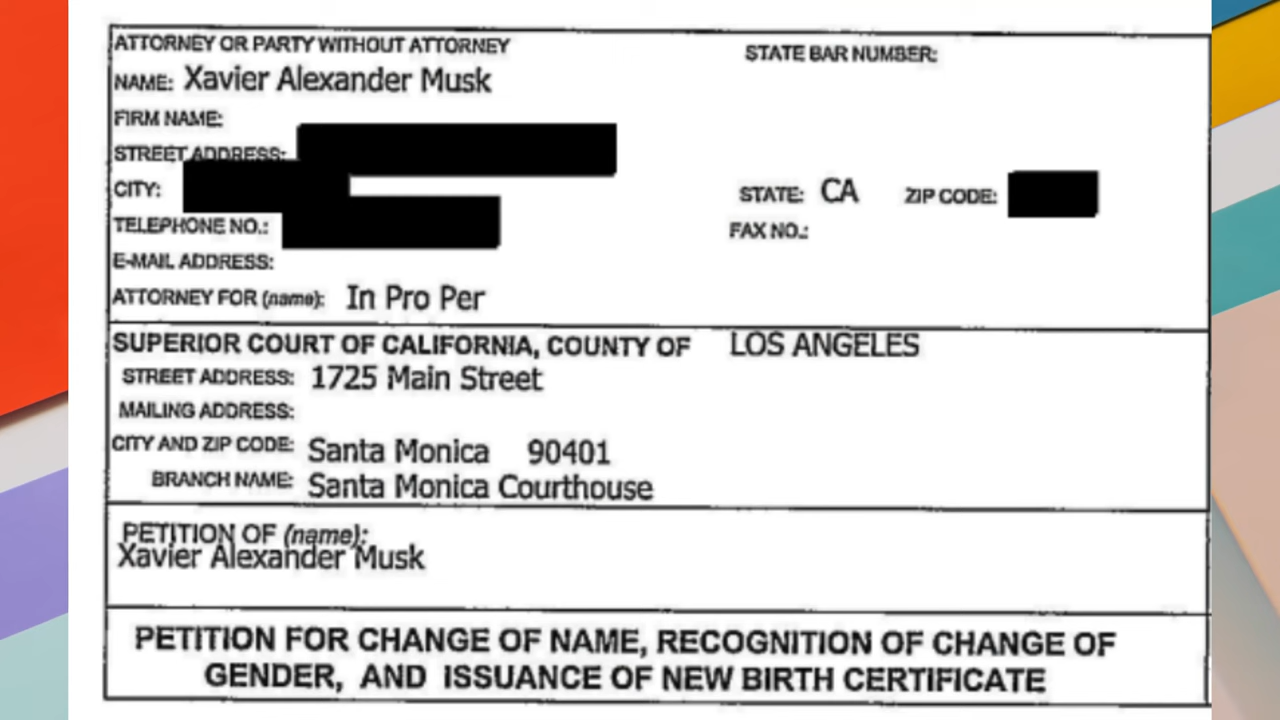 ATTORNEY OR PARTY WITHOUT ATTORNEY
STATE BAR NUMBER:
NAME: Xavier Alexander Musk
FIRM NAME:
STREET ADDRESS:
CITY:
STATE: CA ZIP CODE:
TELEPHONE NO.:
FAX NO.:
E-MAIL ADDRESS:
ATTORNEY FOR (name): In Pro Per
SUPERIOR COURT OF CALIFORNIA, COUNTY OF LOS ANGELES
STREET ADDRESS: 1725 Main Street
MAILING ADDRESS:
CITY AND ZIP CODE: Santa Monica 90401
BRANCH NAME: Santa Monica Courthouse
PETITION OF (name):
Xavier Alexander Musk
PETITION FOR CHANGE OF NAME, RECOGNITION OF CHANGE OF
GENDER, AND ISSUANCE OF NEW BIRTH CERTIFICATE